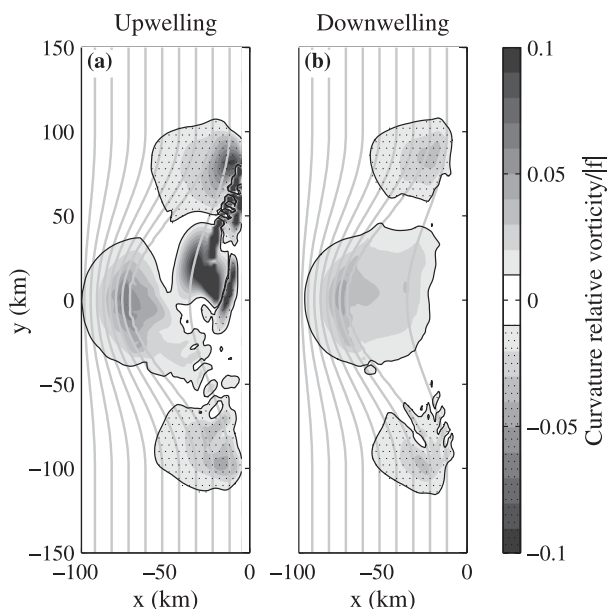 Upwelling
Downwelling
(a)
(b)
150
100
50
0
−50
−100
−150
y (km)
−100
−50
0
x (km)
−100
−50
0
x (km)
0.1
0.05
0
−0.05
−0.1
Curvature relative vorticity/|f|